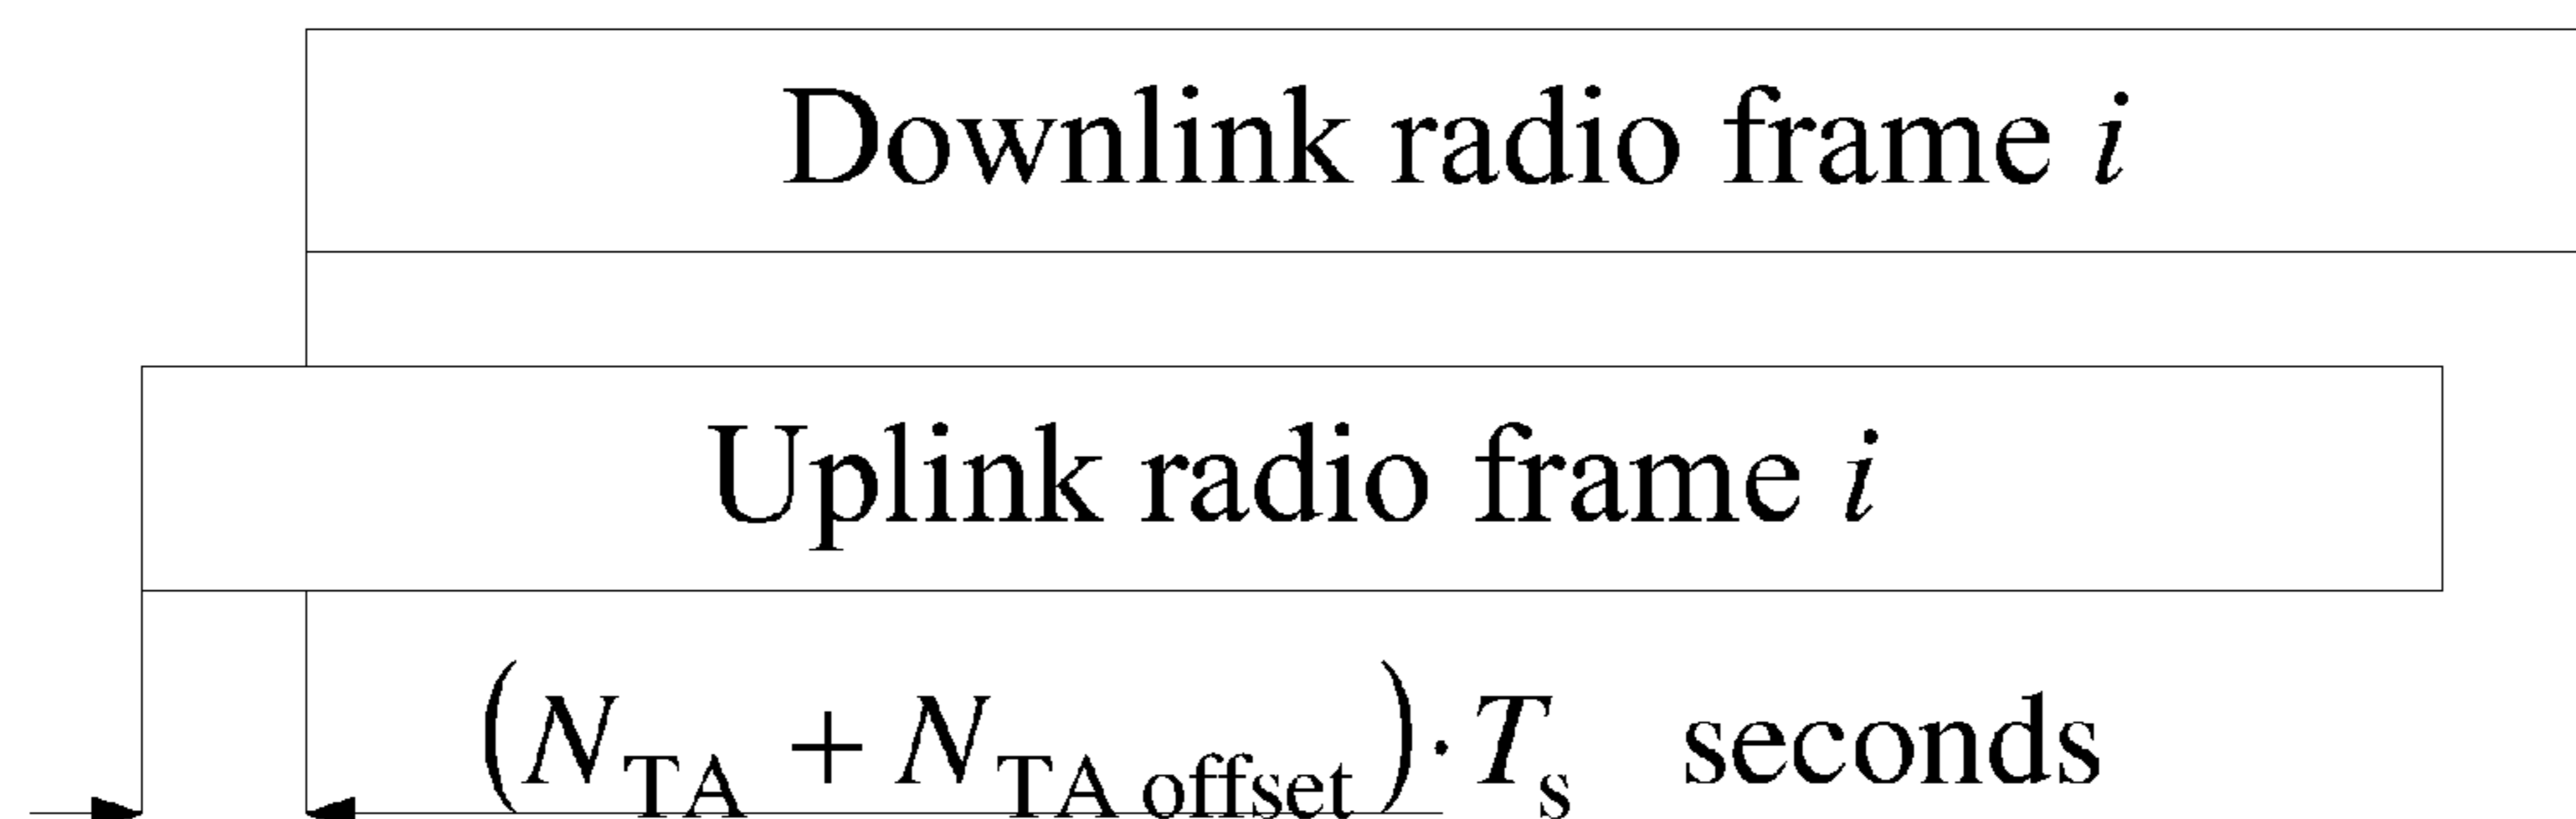 Downlink radio frame i
Uplink radio frame i
(N_TA + N_TA offset) · T_s seconds